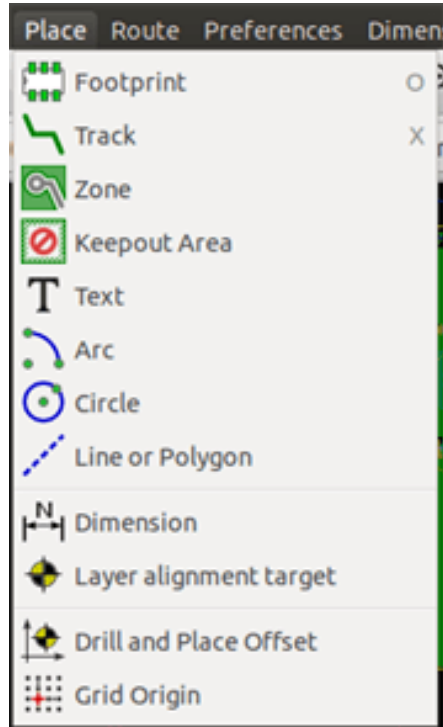 Place Route Preferences Dimen
Footprint O
Track X
Zone
Keepout Area
T Text
Arc
Circle
Line or Polygon
N Dimension
Layer alignment target
Drill and Place Offset
Grid Origin